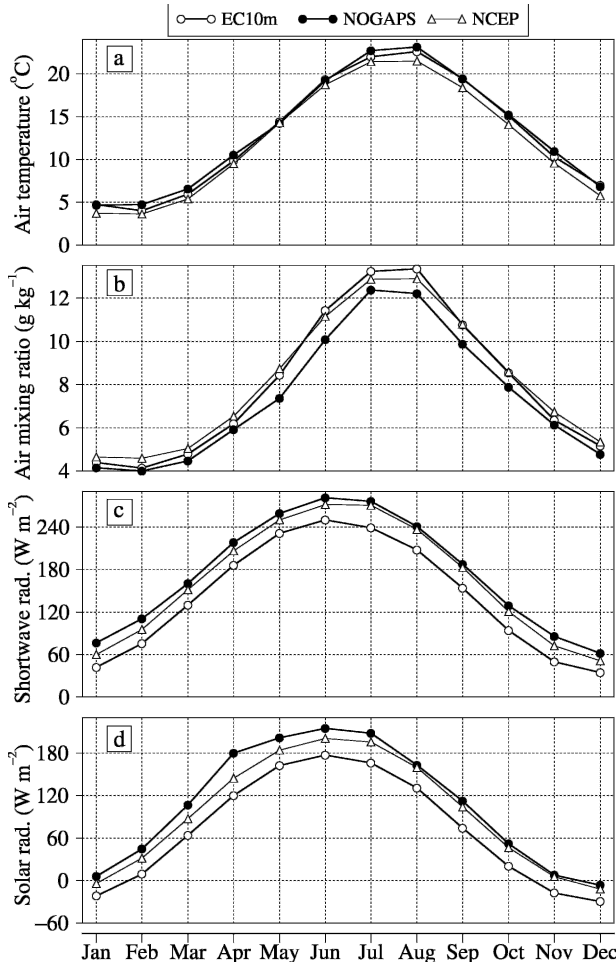 EC10m NOGAPS NCEP
a
Air temperature (°C)
20
15
10
5
0
b
Air mixing ratio (g kg⁻¹)
12
10
8
6
4
c
Shortwave rad. (W m⁻²)
240
180
120
60
0
d
Solar rad. (W m⁻²)
180
120
60
0
−60
Jan Feb Mar Apr May Jun Jul Aug Sep Oct Nov Dec